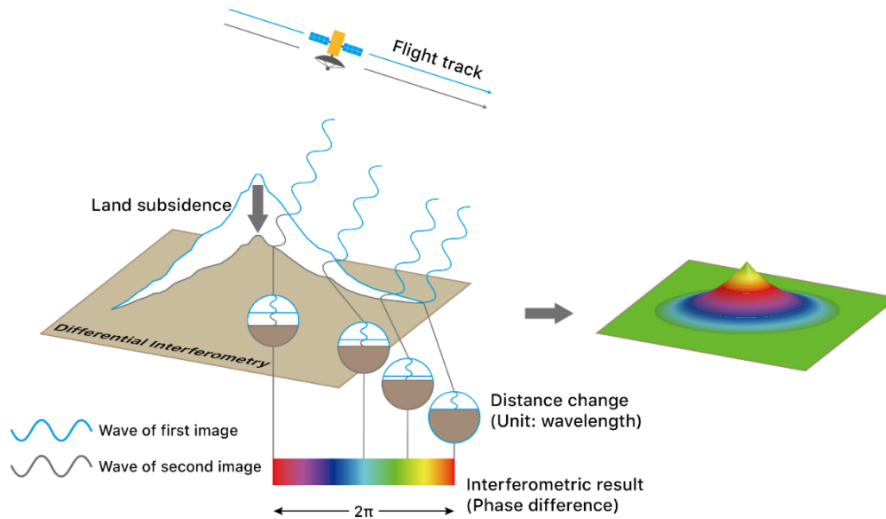 Flight track
Land subsidence
Differential Interferometry
Distance change
(Unit: wavelength)
Wave of first image
Wave of second image
Interferometric result
(Phase difference)
2π